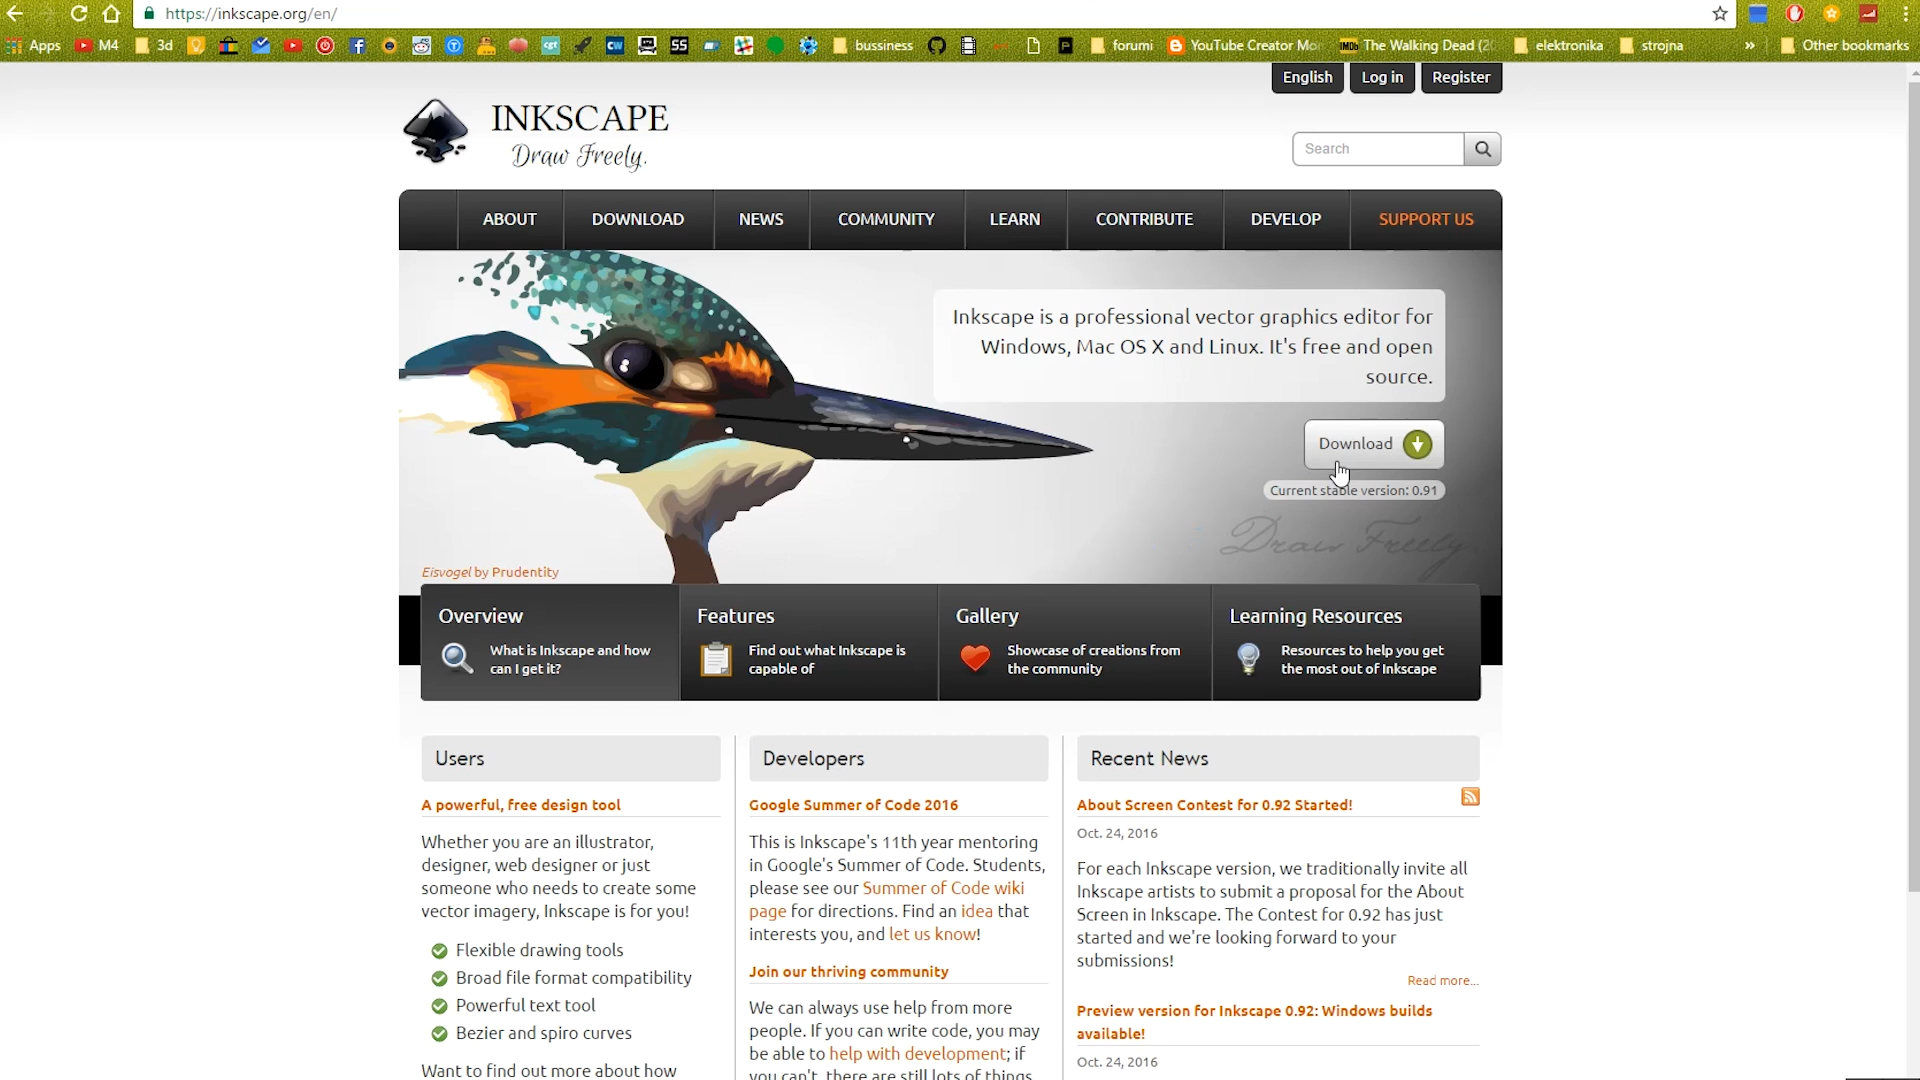 https://inkscape.org/en/
Apps
M4
3d
bussiness
forumi
YouTube Creator Mo
The Walking Dead (20
elektronika
strojna
»
Other bookmarks
English
Log in
Register
INKSCAPE
Draw Freely.
Search
ABOUT
DOWNLOAD
NEWS
COMMUNITY
LEARN
CONTRIBUTE
DEVELOP
SUPPORT US
Inkscape is a professional vector graphics editor for
Windows, Mac OS X and Linux. It's free and open
source.
Download
Current stable version: 0.91
Draw Freely.
Eisvogel by Prudentity
Overview
What is Inkscape and how
can I get it?
Features
Find out what Inkscape is
capable of
Gallery
Showcase of creations from
the community
Learning Resources
Resources to help you get
the most out of Inkscape
Users
A powerful, free design tool
Whether you are an illustrator,
designer, web designer or just
someone who needs to create some
vector imagery, Inkscape is for you!
Flexible drawing tools
Broad file format compatibility
Powerful text tool
Bezier and spiro curves
Want to find out more about how
Developers
Google Summer of Code 2016
This is Inkscape's 11th year mentoring
in Google's Summer of Code. Students,
please see our Summer of Code wiki
page for directions. Find an idea that
interests you, and let us know!
Join our thriving community
We can always use help from more
people. If you can write code, you may
be able to help with development; if
you can't, there are still lots of things
Recent News
About Screen Contest for 0.92 Started!
Oct. 24, 2016
For each Inkscape version, we traditionally invite all
Inkscape artists to submit a proposal for the About
Screen in Inkscape. The Contest for 0.92 has just
started and we're looking forward to your
submissions!
Read more...
Preview version for Inkscape 0.92: Windows builds
available!
Oct. 24, 2016